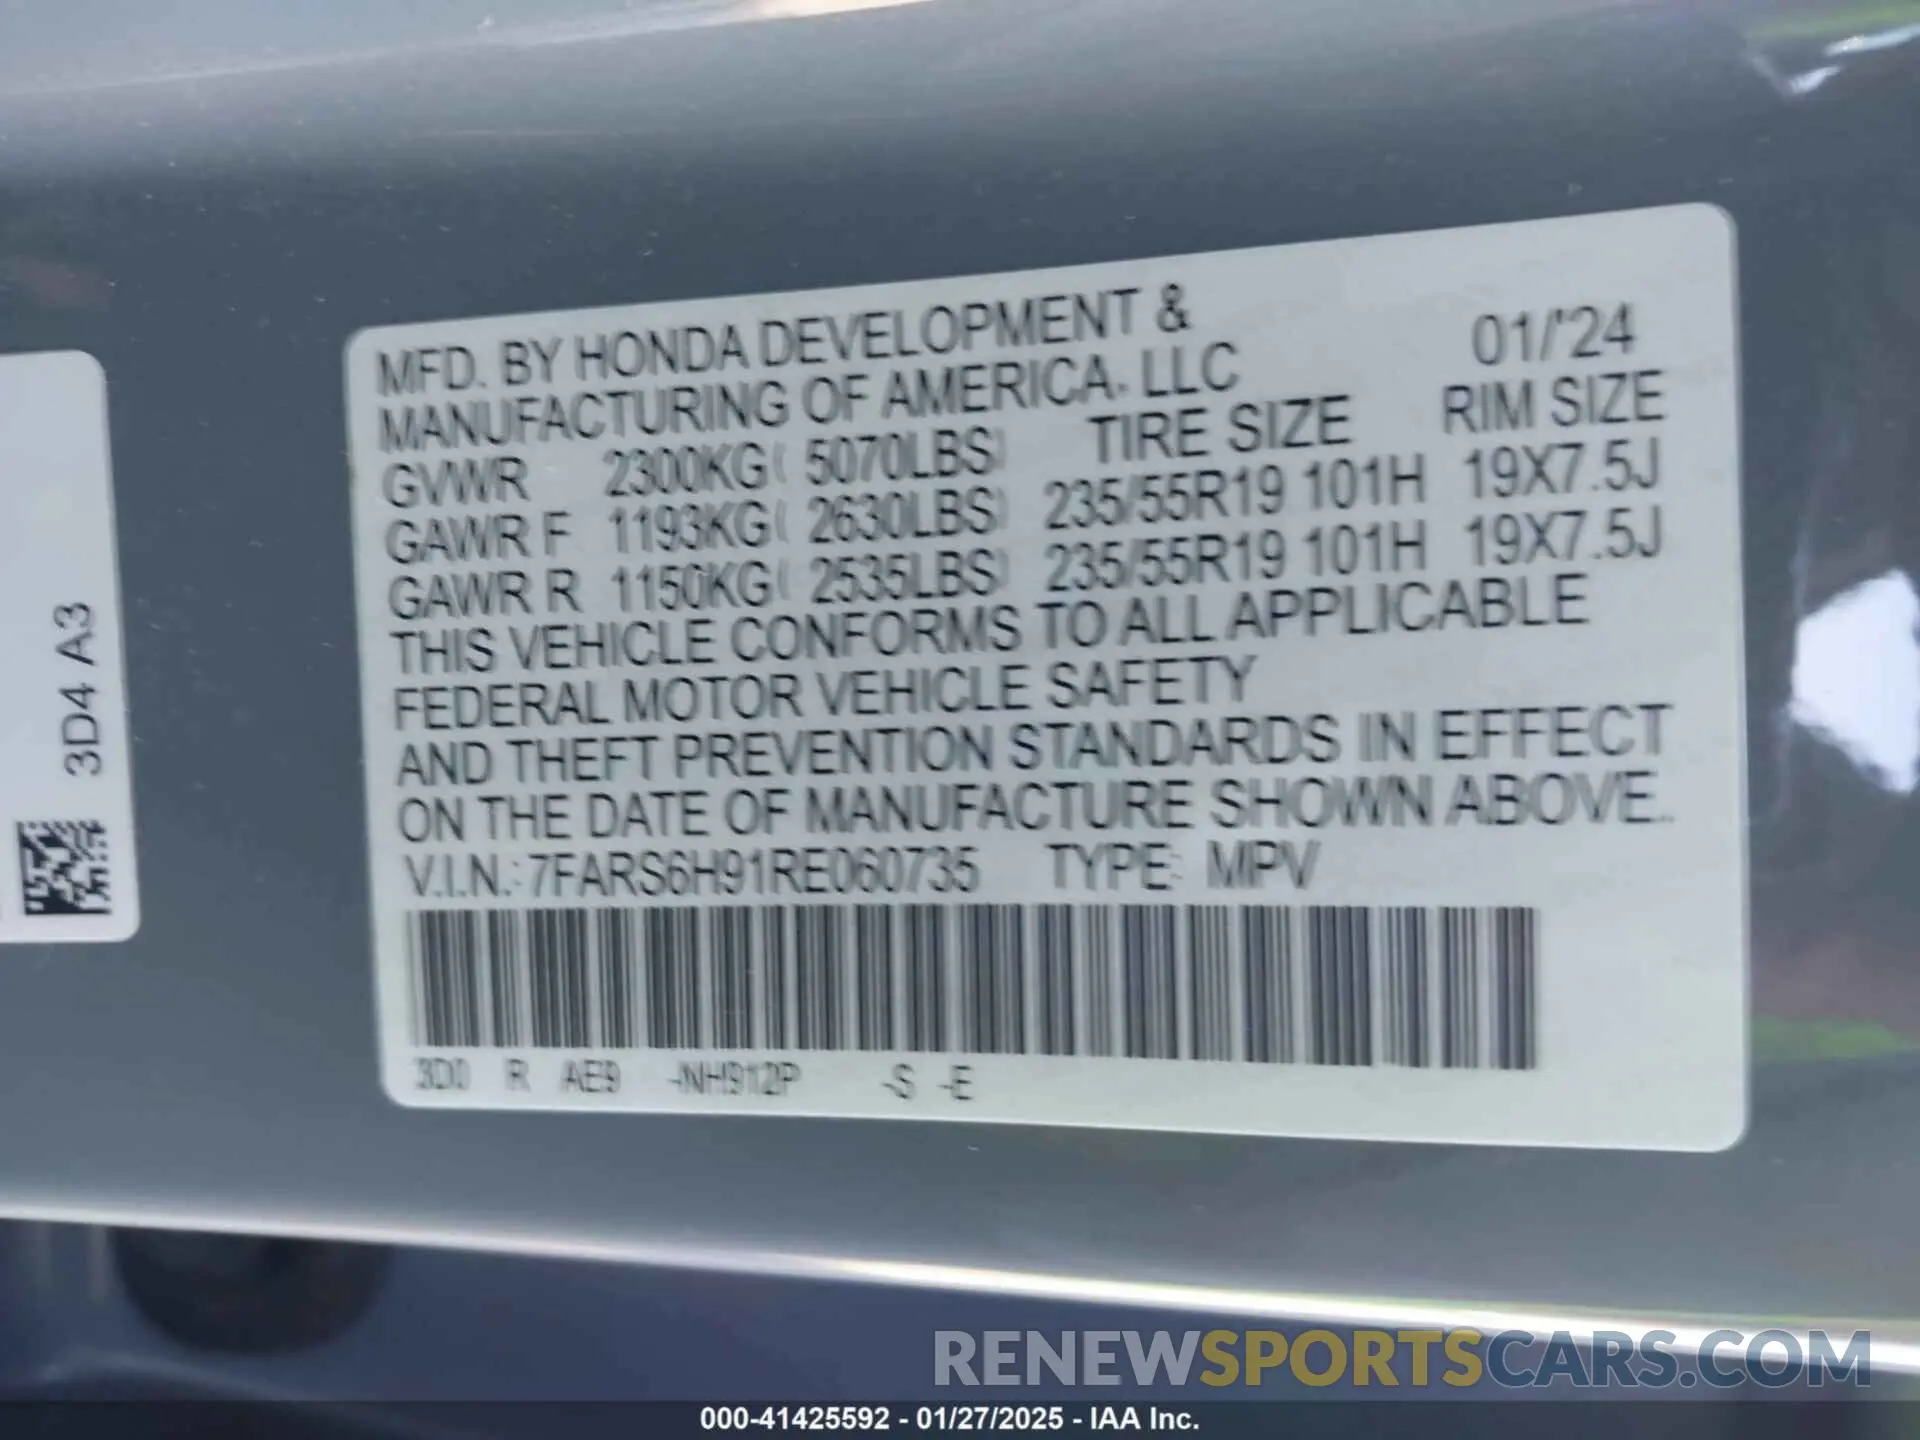 MFD. BY HONDA DEVELOPMENT & 01/'24
MANUFACTURING OF AMERICA, LLC
TIRE SIZE RIM SIZE
GVWR 2300KG( 5070LBS)
GAWR F 1193KG( 2630LBS) 235/55R19 101H 19X7.5J
GAWR R 1150KG( 2535LBS) 235/55R19 101H 19X7.5J
THIS VEHICLE CONFORMS TO ALL APPLICABLE
FEDERAL MOTOR VEHICLE SAFETY
AND THEFT PREVENTION STANDARDS IN EFFECT
ON THE DATE OF MANUFACTURE SHOWN ABOVE.
V.I.N.: 7FARS6H91RE060735 TYPE: MPV
3D0 R AE9 -NH912P -S -E
3D4 A3
RENEWSPORTSCARS.COM
000-41425592 - 01/27/2025 - IAA Inc.